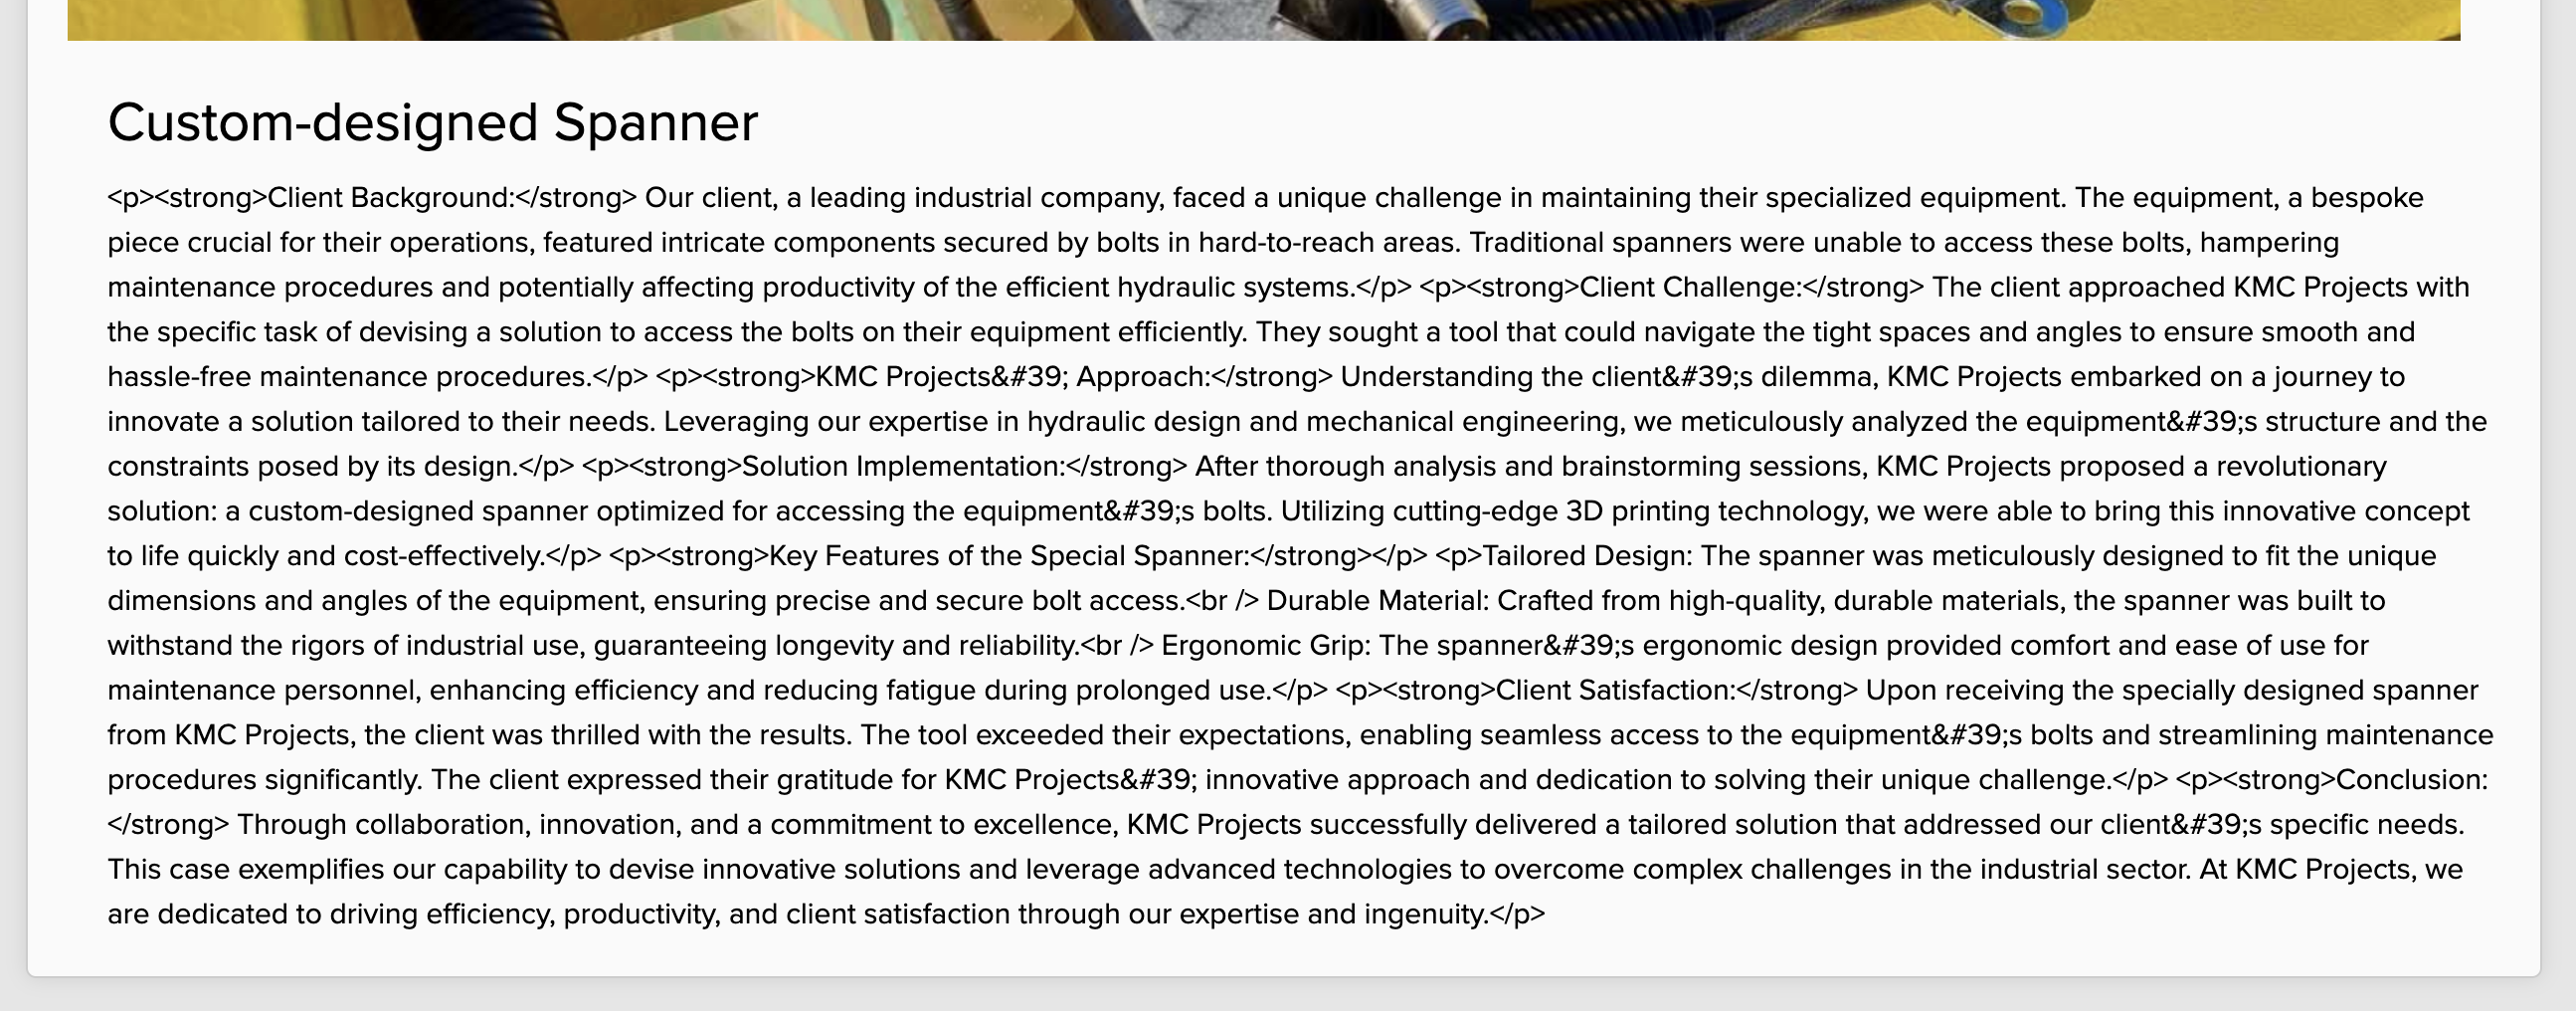 Custom-designed Spanner
<p><strong>Client Background:</strong> Our client, a leading industrial company, faced a unique challenge in maintaining their specialized equipment. The equipment, a bespoke
piece crucial for their operations, featured intricate components secured by bolts in hard-to-reach areas. Traditional spanners were unable to access these bolts, hampering
maintenance procedures and potentially affecting productivity of the efficient hydraulic systems.</p> <p><strong>Client Challenge:</strong> The client approached KMC Projects with
the specific task of devising a solution to access the bolts on their equipment efficiently. They sought a tool that could navigate the tight spaces and angles to ensure smooth and
hassle-free maintenance procedures.</p> <p><strong>KMC Projects&#39; Approach:</strong> Understanding the client&#39;s dilemma, KMC Projects embarked on a journey to
innovate a solution tailored to their needs. Leveraging our expertise in hydraulic design and mechanical engineering, we meticulously analyzed the equipment&#39;s structure and the
constraints posed by its design.</p> <p><strong>Solution Implementation:</strong> After thorough analysis and brainstorming sessions, KMC Projects proposed a revolutionary
solution: a custom-designed spanner optimized for accessing the equipment&#39;s bolts. Utilizing cutting-edge 3D printing technology, we were able to bring this innovative concept
to life quickly and cost-effectively.</p> <p><strong>Key Features of the Special Spanner:</strong></p> <p>Tailored Design: The spanner was meticulously designed to fit the unique
dimensions and angles of the equipment, ensuring precise and secure bolt access.<br /> Durable Material: Crafted from high-quality, durable materials, the spanner was built to
withstand the rigors of industrial use, guaranteeing longevity and reliability.<br /> Ergonomic Grip: The spanner&#39;s ergonomic design provided comfort and ease of use for
maintenance personnel, enhancing efficiency and reducing fatigue during prolonged use.</p> <p><strong>Client Satisfaction:</strong> Upon receiving the specially designed spanner
from KMC Projects, the client was thrilled with the results. The tool exceeded their expectations, enabling seamless access to the equipment&#39;s bolts and streamlining maintenance
procedures significantly. The client expressed their gratitude for KMC Projects&#39; innovative approach and dedication to solving their unique challenge.</p> <p><strong>Conclusion:
</strong> Through collaboration, innovation, and a commitment to excellence, KMC Projects successfully delivered a tailored solution that addressed our client&#39;s specific needs.
This case exemplifies our capability to devise innovative solutions and leverage advanced technologies to overcome complex challenges in the industrial sector. At KMC Projects, we
are dedicated to driving efficiency, productivity, and client satisfaction through our expertise and ingenuity.</p>